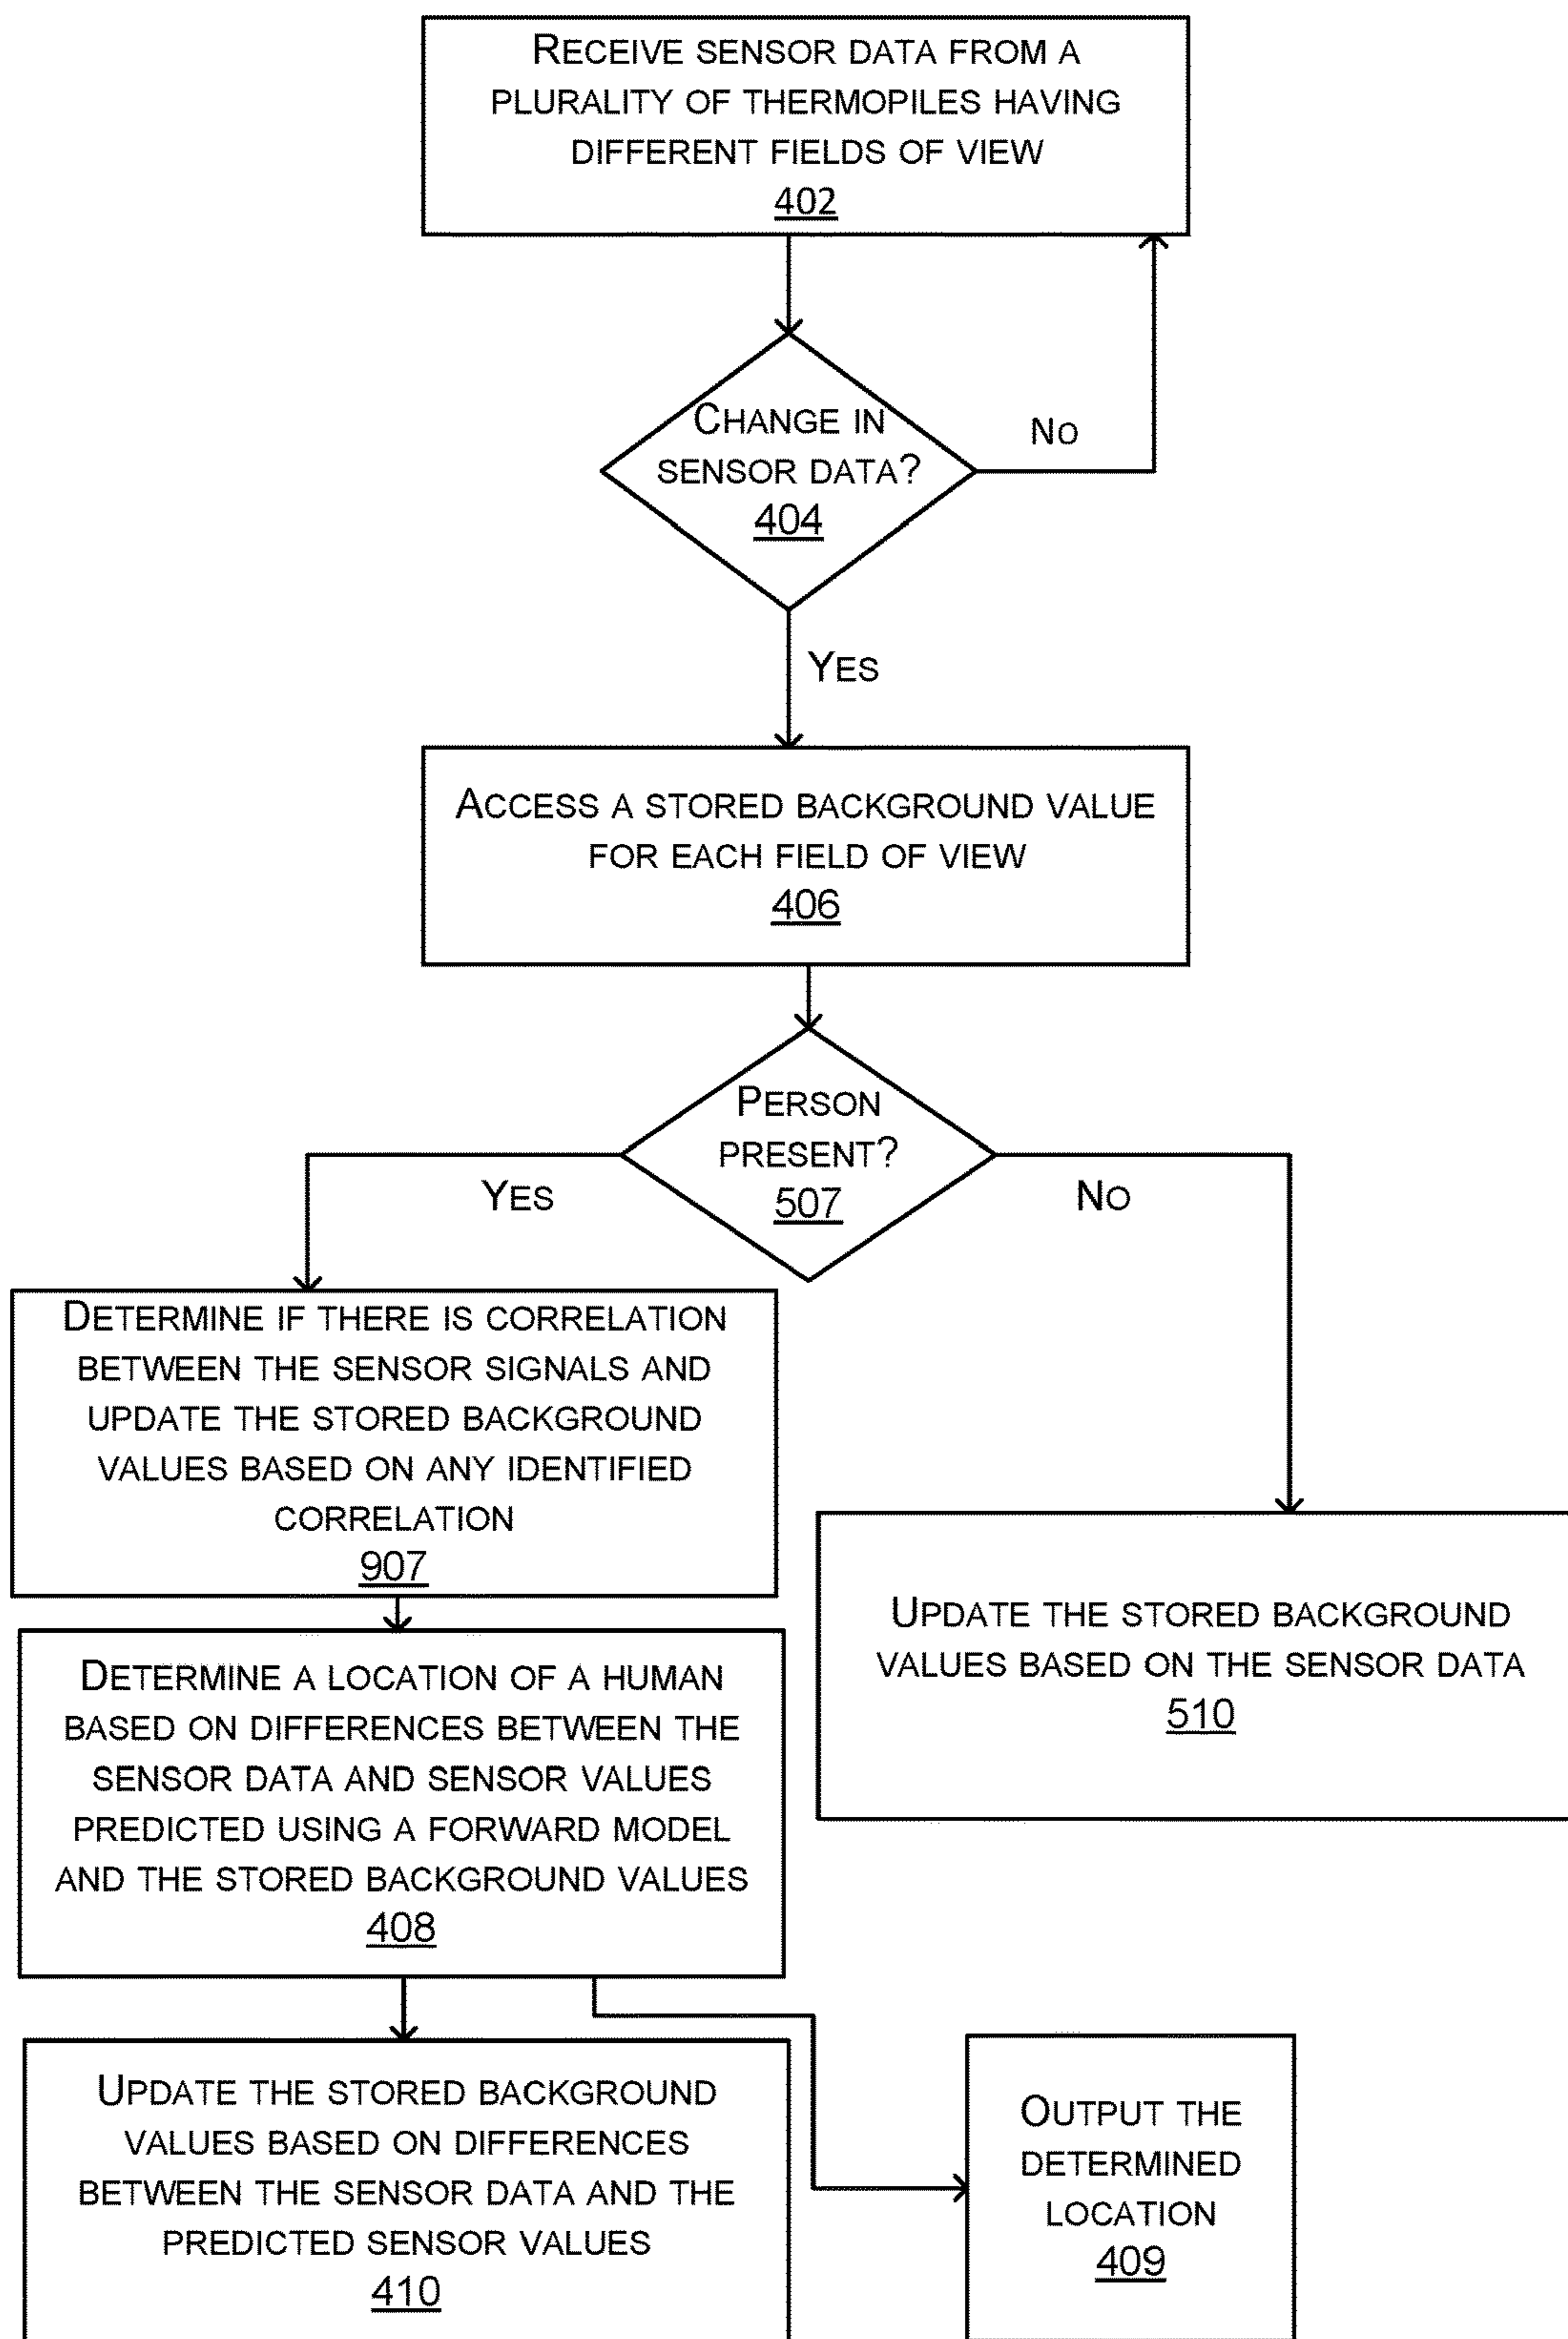 RECEIVE SENSOR DATA FROM A
PLURALITY OF THERMOPILES HAVING
DIFFERENT FIELDS OF VIEW
402
CHANGE IN
SENSOR DATA?
404
NO
YES
ACCESS A STORED BACKGROUND VALUE
FOR EACH FIELD OF VIEW
406
PERSON
PRESENT?
507
YES
NO
DETERMINE IF THERE IS CORRELATION
BETWEEN THE SENSOR SIGNALS AND
UPDATE THE STORED BACKGROUND
VALUES BASED ON ANY IDENTIFIED
CORRELATION
907
UPDATE THE STORED BACKGROUND
VALUES BASED ON THE SENSOR DATA
510
DETERMINE A LOCATION OF A HUMAN
BASED ON DIFFERENCES BETWEEN THE
SENSOR DATA AND SENSOR VALUES
PREDICTED USING A FORWARD MODEL
AND THE STORED BACKGROUND VALUES
408
UPDATE THE STORED BACKGROUND
VALUES BASED ON DIFFERENCES
BETWEEN THE SENSOR DATA AND THE
PREDICTED SENSOR VALUES
410
OUTPUT THE
DETERMINED
LOCATION
409